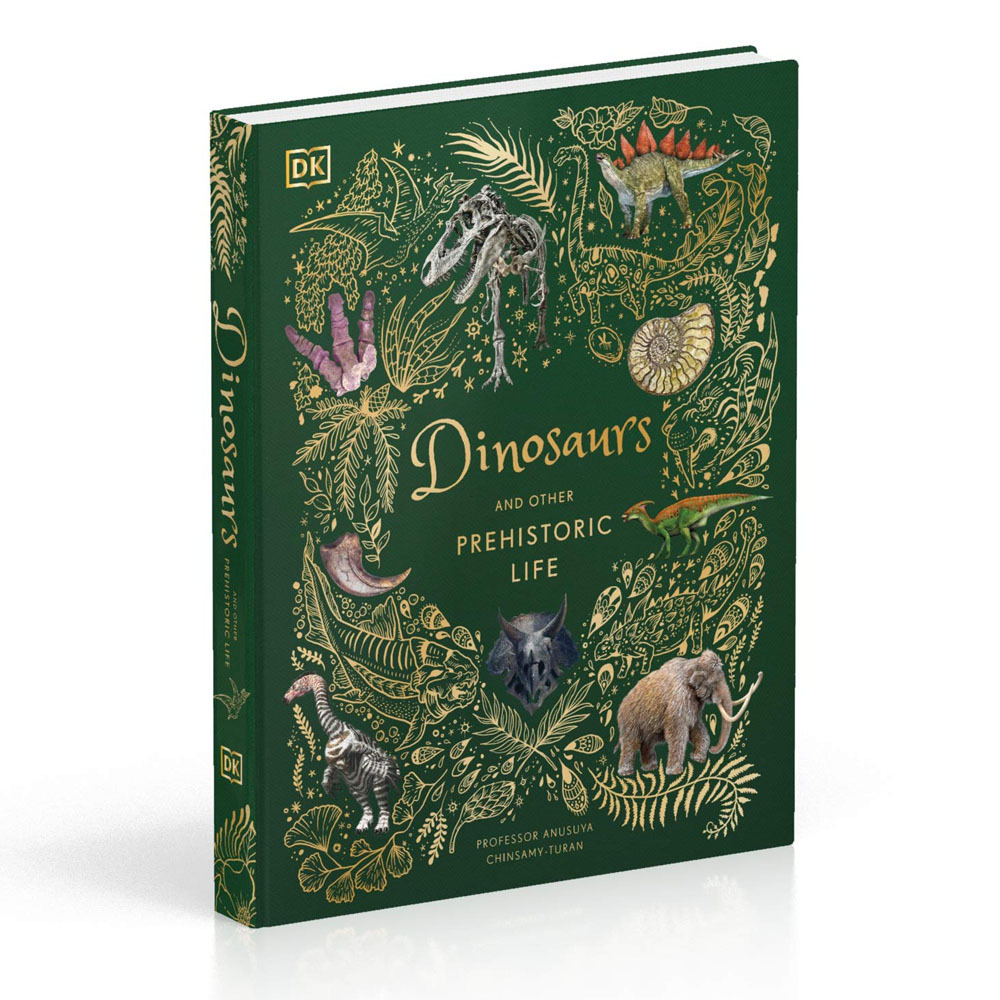 DK
Dinosaurs
AND OTHER
PREHISTORIC
LIFE
PROFESSOR ANUSUYA
CHINSAMY-TURAN
Dinosaurs
AND OTHER
PREHISTORIC LIFE
DK